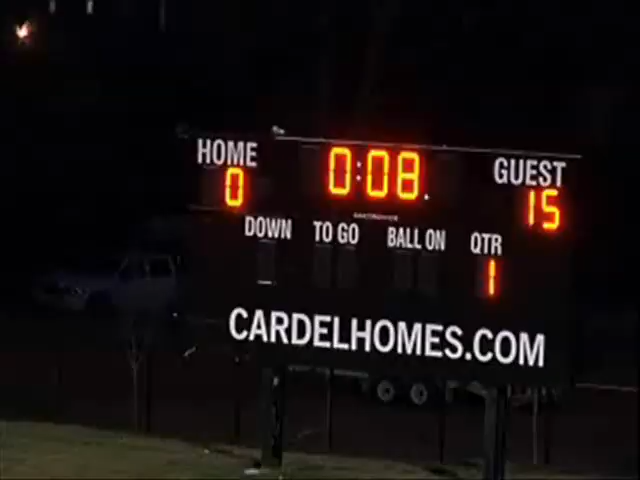 HOME 0:08. GUEST
0 15
DOWN TO GO BALL ON QTR
1
CARDELHOMES.COM